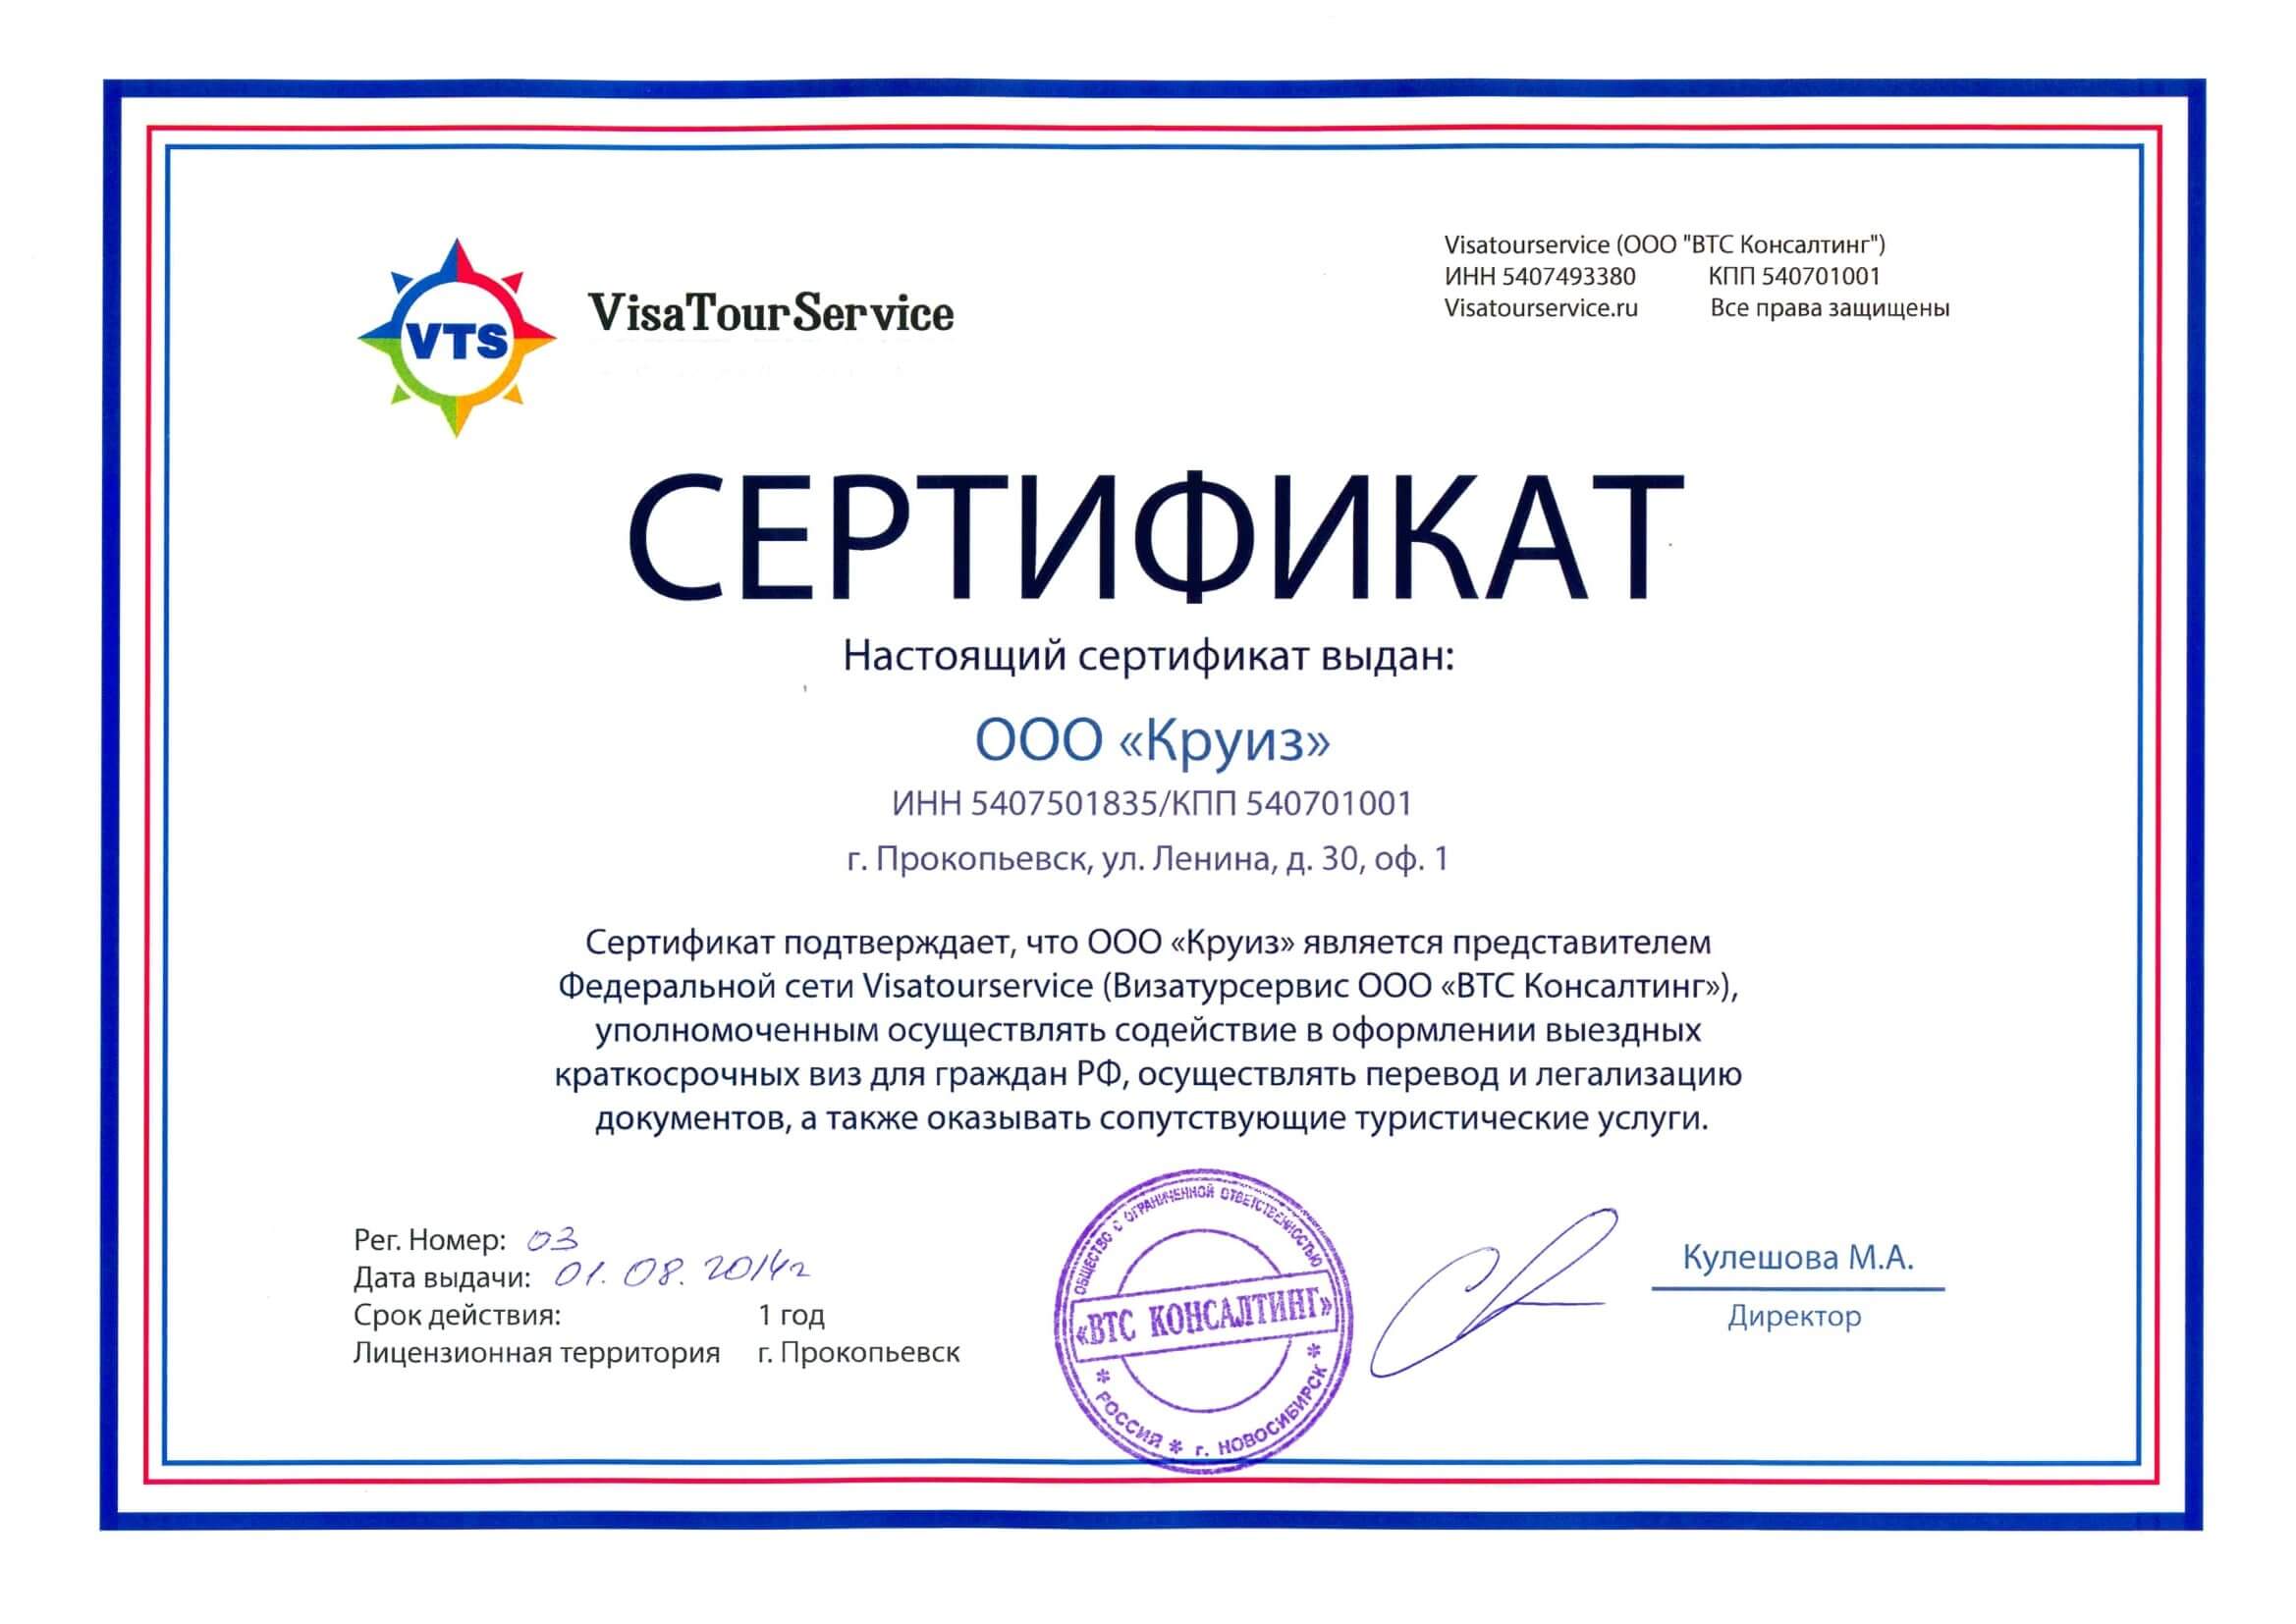 VTS
VisaTourService
Visatourservice (ООО "ВТС Консалтинг")
ИНН 5407493380 КПП 540701001
Visatourservice.ru Все права защищены
СЕРТИФИКАТ
Настоящий сертификат выдан:
ООО «Круиз»
ИНН 5407501835/КПП 540701001
г. Прокопьевск, ул. Ленина, д. 30, оф. 1
Сертификат подтверждает, что ООО «Круиз» является представителем
Федеральной сети Visatourservice (Визатурсервис ООО «ВТС Консалтинг»),
уполномоченным осуществлять содействие в оформлении выездных
краткосрочных виз для граждан РФ, осуществлять перевод и легализацию
документов, а также оказывать сопутствующие туристические услуги.
Рег. Номер: 03
Дата выдачи: 01.08.2014г
Срок действия: 1 год
Лицензионная территория г. Прокопьевск
ОБЩЕСТВО С ОГРАНИЧЕННОЙ ОТВЕТСТВЕННОСТЬЮ
«ВТС КОНСАЛТИНГ»
* РОССИЯ * г. НОВОСИБИРСК *
Кулешова М.А.
Директор